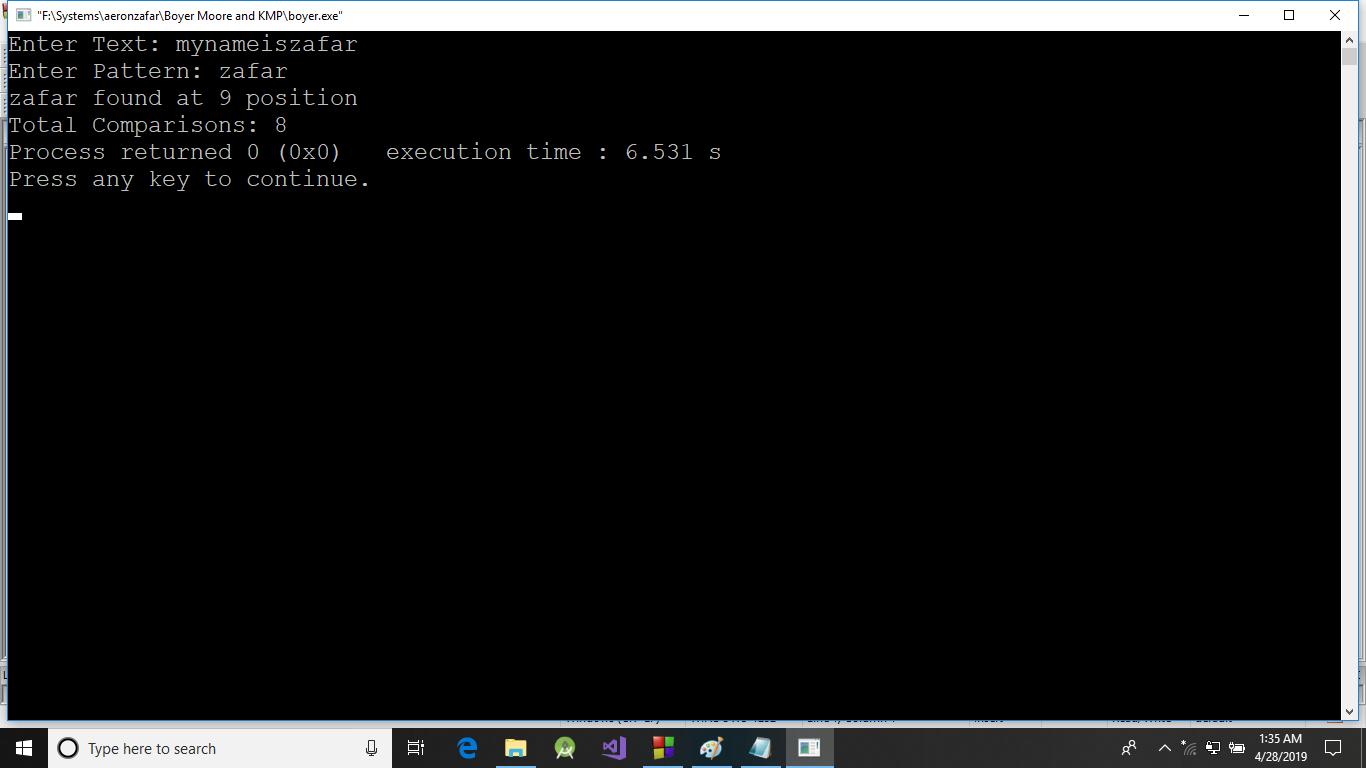 "F:\Systems\aeronzafar\Boyer Moore and KMP\boyer.exe"
Enter Text: mynameiszafar
Enter Pattern: zafar
zafar found at 9 position
Total Comparisons: 8
Process returned 0 (0x0)   execution time : 6.531 s
Press any key to continue.
Type here to search
1:35 AM
4/28/2019